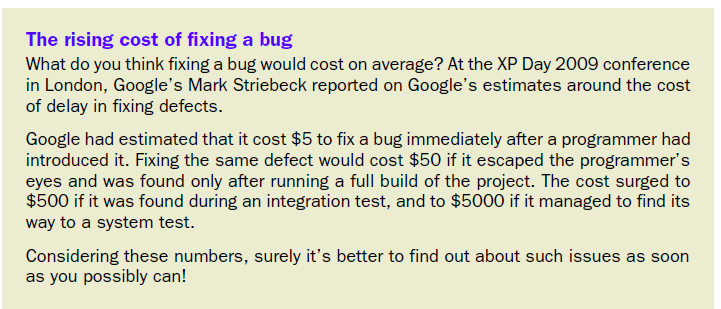 The rising cost of fixing a bug
What do you think fixing a bug would cost on average? At the XP Day 2009 conference
in London, Google's Mark Striebeck reported on Google's estimates around the cost
of delay in fixing defects.
Google had estimated that it cost $5 to fix a bug immediately after a programmer had
introduced it. Fixing the same defect would cost $50 if it escaped the programmer's
eyes and was found only after running a full build of the project. The cost surged to
$500 if it was found during an integration test, and to $5000 if it managed to find its
way to a system test.
Considering these numbers, surely it's better to find out about such issues as soon
as you possibly can!